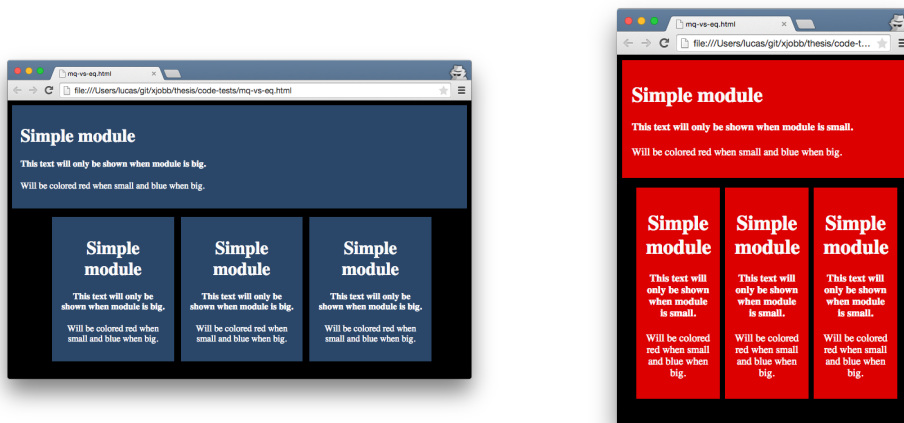 mq-vs-eq.html
file:///Users/lucas/git/xjobb/thesis/code-tests/mq-vs-eq.html
Simple module
This text will only be shown when module is big.
Will be colored red when small and blue when big.
Simple
module
This text will only be
shown when module is big.
Will be colored red when
small and blue when big.
Simple
module
This text will only be
shown when module is big.
Will be colored red when
small and blue when big.
Simple
module
This text will only be
shown when module is big.
Will be colored red when
small and blue when big.
mq-vs-eq.html
file:///Users/lucas/git/xjobb/thesis/code-t...
Simple module
This text will only be shown when module is small.
Will be colored red when small and blue when big.
Simple
module
This text will
only be shown
when module
is small.
Will be colored
red when small
and blue when
big.
Simple
module
This text will
only be shown
when module
is small.
Will be colored
red when small
and blue when
big.
Simple
module
This text will
only be shown
when module
is small.
Will be colored
red when small
and blue when
big.